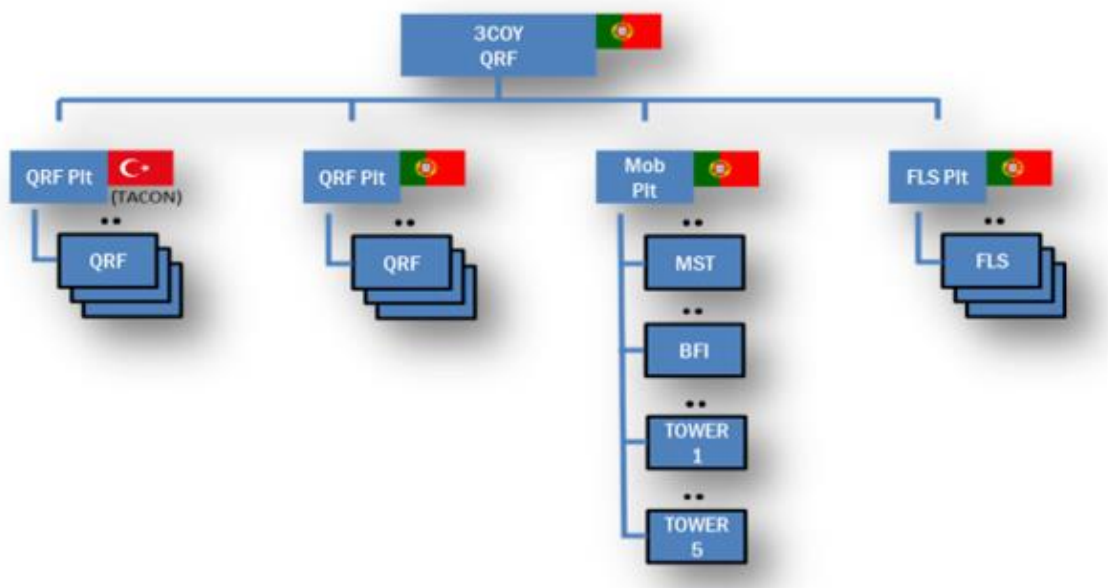 3COY
QRF
QRF Plt
(TACON)
QRF Plt
Mob
Plt
FLS Plt
QRF
QRF
MST
FLS
BFI
TOWER
1
TOWER
5